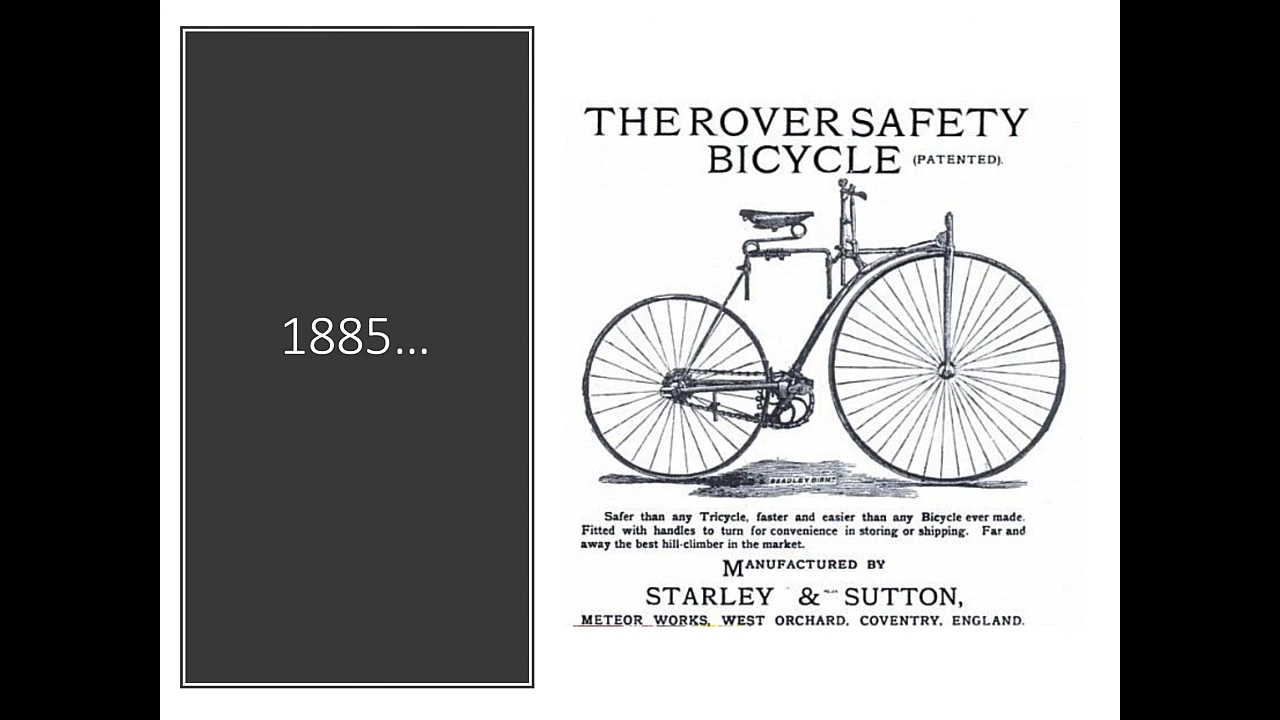 1885...
THE ROVER SAFETY
BICYCLE (PATENTED).
Safer than any Tricycle, faster and easier than any Bicycle ever made.
Fitted with handles to turn for convenience in storing or shipping. Far and
away the best hill-climber in the market.
MANUFACTURED BY
STARLEY & SUTTON,
METEOR WORKS, WEST ORCHARD, COVENTRY, ENGLAND.